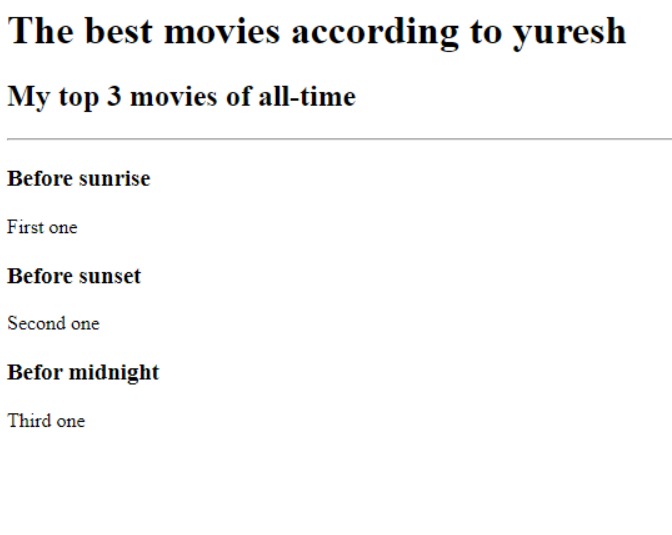 The best movies according to yuresh
My top 3 movies of all-time
Before sunrise
First one
Before sunset
Second one
Befor midnight
Third one